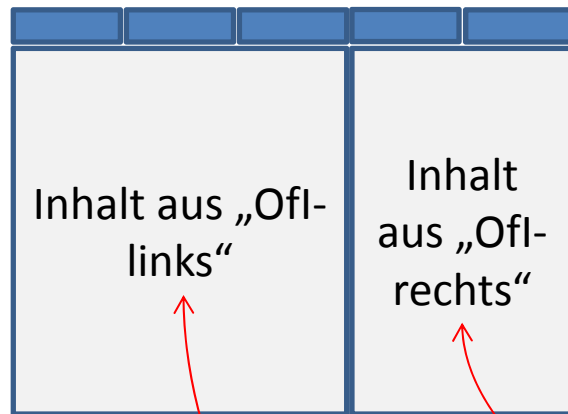 Inhalt aus „OfI-
links“
Inhalt
aus „OfI-
rechts“